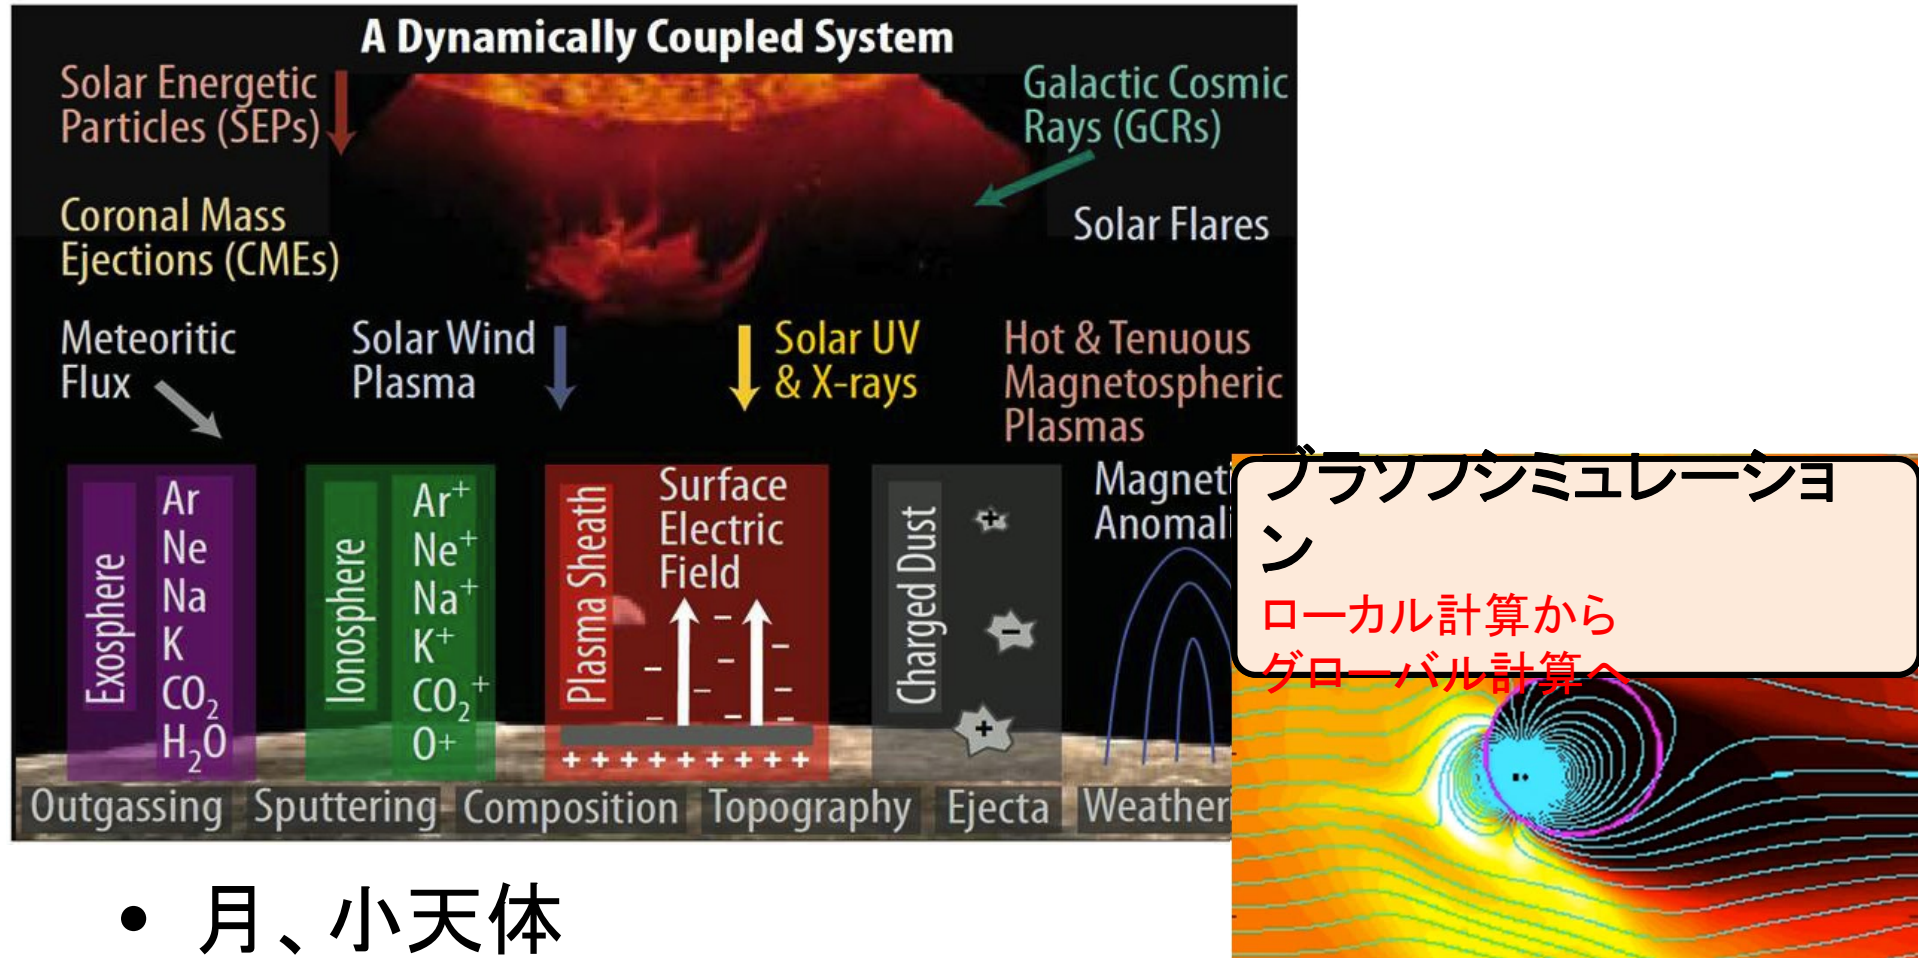 A Dynamically Coupled System
Solar Energetic
Particles (SEPs)
Galactic Cosmic
Rays (GCRs)
Coronal Mass
Ejections (CMEs)
Solar Flares
Meteoritic
Flux
Solar Wind
Plasma
Solar UV
& X-rays
Hot & Tenuous
Magnetospheric
Plasmas
Exosphere
Ar
Ne
Na
K
CO₂
H₂O
Ionosphere
Ar⁺
Ne⁺
Na⁺
K⁺
CO₂⁺
O⁺
Plasma Sheath
Surface
Electric
Field
+ + + + + + + + +
Charged Dust
+
−
+
Magneti
Anomali
Outgassing
Sputtering
Composition
Topography
Ejecta
Weather
ブラソフシミュレーショ
ン
ローカル計算から
グローバル計算へ
• 月、小天体